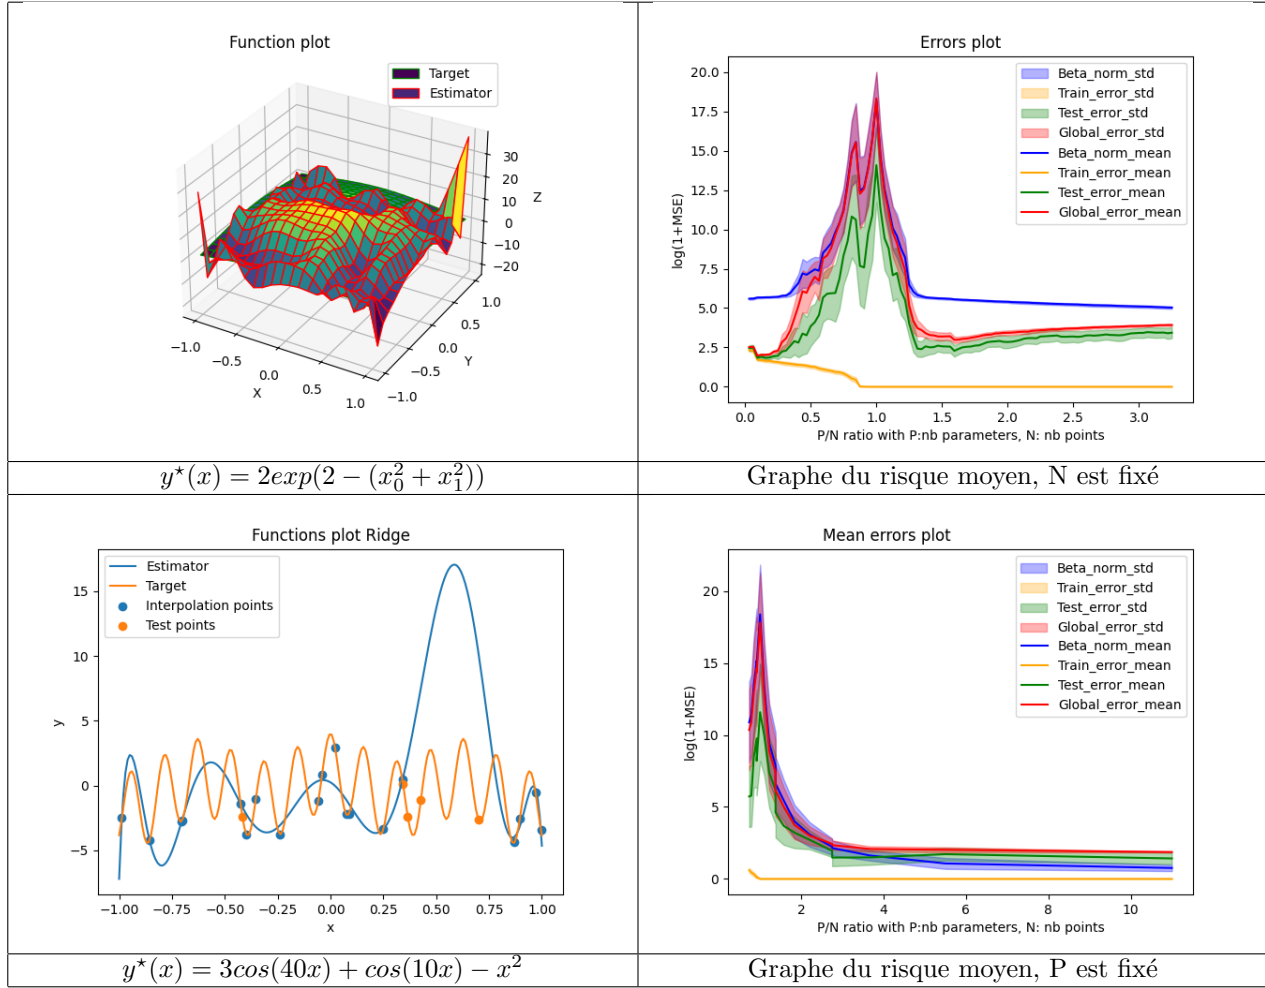 Function plot
Target
Estimator
30
20
10
0
−10
−20
Z
−1.0
−0.5
0.0
0.5
1.0
X
−1.0
−0.5
0.0
0.5
1.0
Y
Errors plot
20.0
17.5
15.0
12.5
10.0
7.5
5.0
2.5
0.0
log(1+MSE)
Beta_norm_std
Train_error_std
Test_error_std
Global_error_std
Beta_norm_mean
Train_error_mean
Test_error_mean
Global_error_mean
0.0 0.5 1.0 1.5 2.0 2.5 3.0
P/N ratio with P:nb parameters, N: nb points
y⋆(x) = 2exp(2 − (x₀² + x₁²))
Graphe du risque moyen, N est fixé
Functions plot Ridge
Estimator
Target
Interpolation points
Test points
15
10
5
0
−5
y
−1.00 −0.75 −0.50 −0.25 0.00 0.25 0.50 0.75 1.00
x
Mean errors plot
20
15
10
5
0
log(1+MSE)
Beta_norm_std
Train_error_std
Test_error_std
Global_error_std
Beta_norm_mean
Train_error_mean
Test_error_mean
Global_error_mean
2 4 6 8 10
P/N ratio with P:nb parameters, N: nb points
y⋆(x) = 3cos(40x) + cos(10x) − x²
Graphe du risque moyen, P est fixé